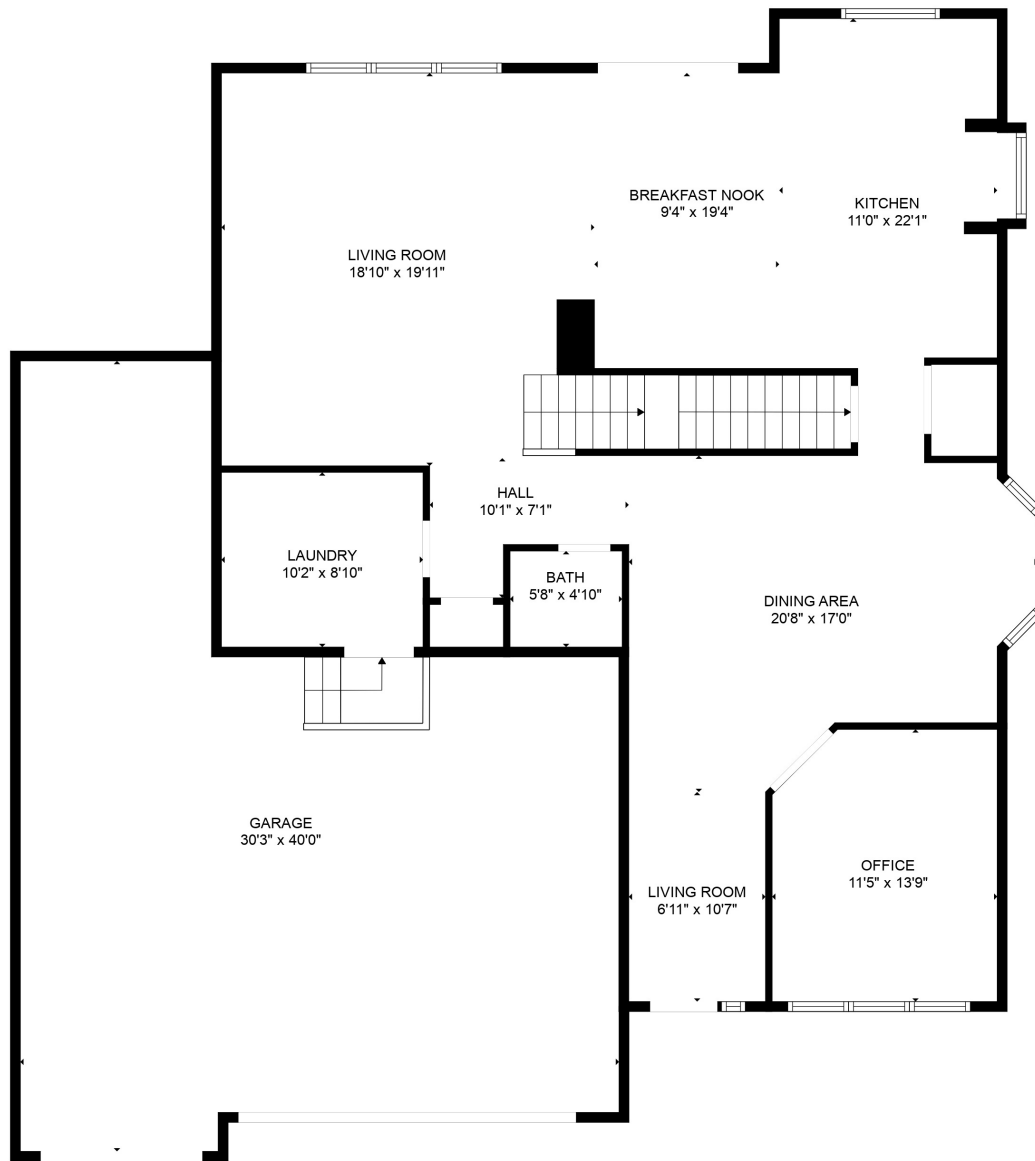 BREAKFAST NOOK
9'4" x 19'4"
KITCHEN
11'0" x 22'1"
LIVING ROOM
18'10" x 19'11"
HALL
10'1" x 7'1"
LAUNDRY
10'2" x 8'10"
BATH
5'8" x 4'10"
DINING AREA
20'8" x 17'0"
GARAGE
30'3" x 40'0"
OFFICE
11'5" x 13'9"
LIVING ROOM
6'11" x 10'7"